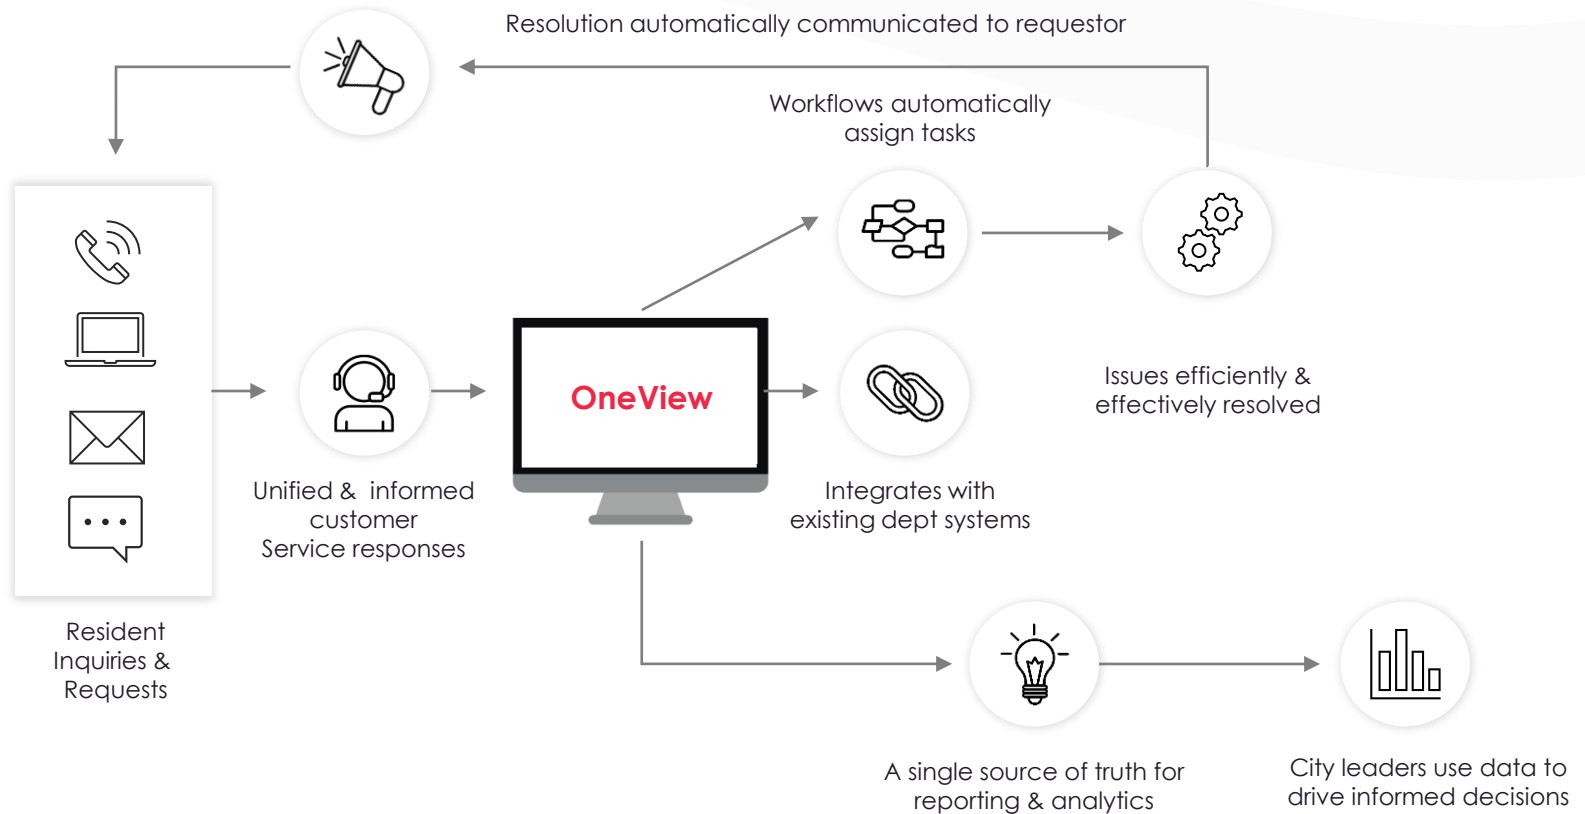 Resolution automatically communicated to requestor
Workflows automatically
assign tasks
OneView
Issues efficiently &
effectively resolved
Unified & informed
customer
Service responses
Integrates with
existing dept systems
Resident
Inquiries &
Requests
A single source of truth for
reporting & analytics
City leaders use data to
drive informed decisions